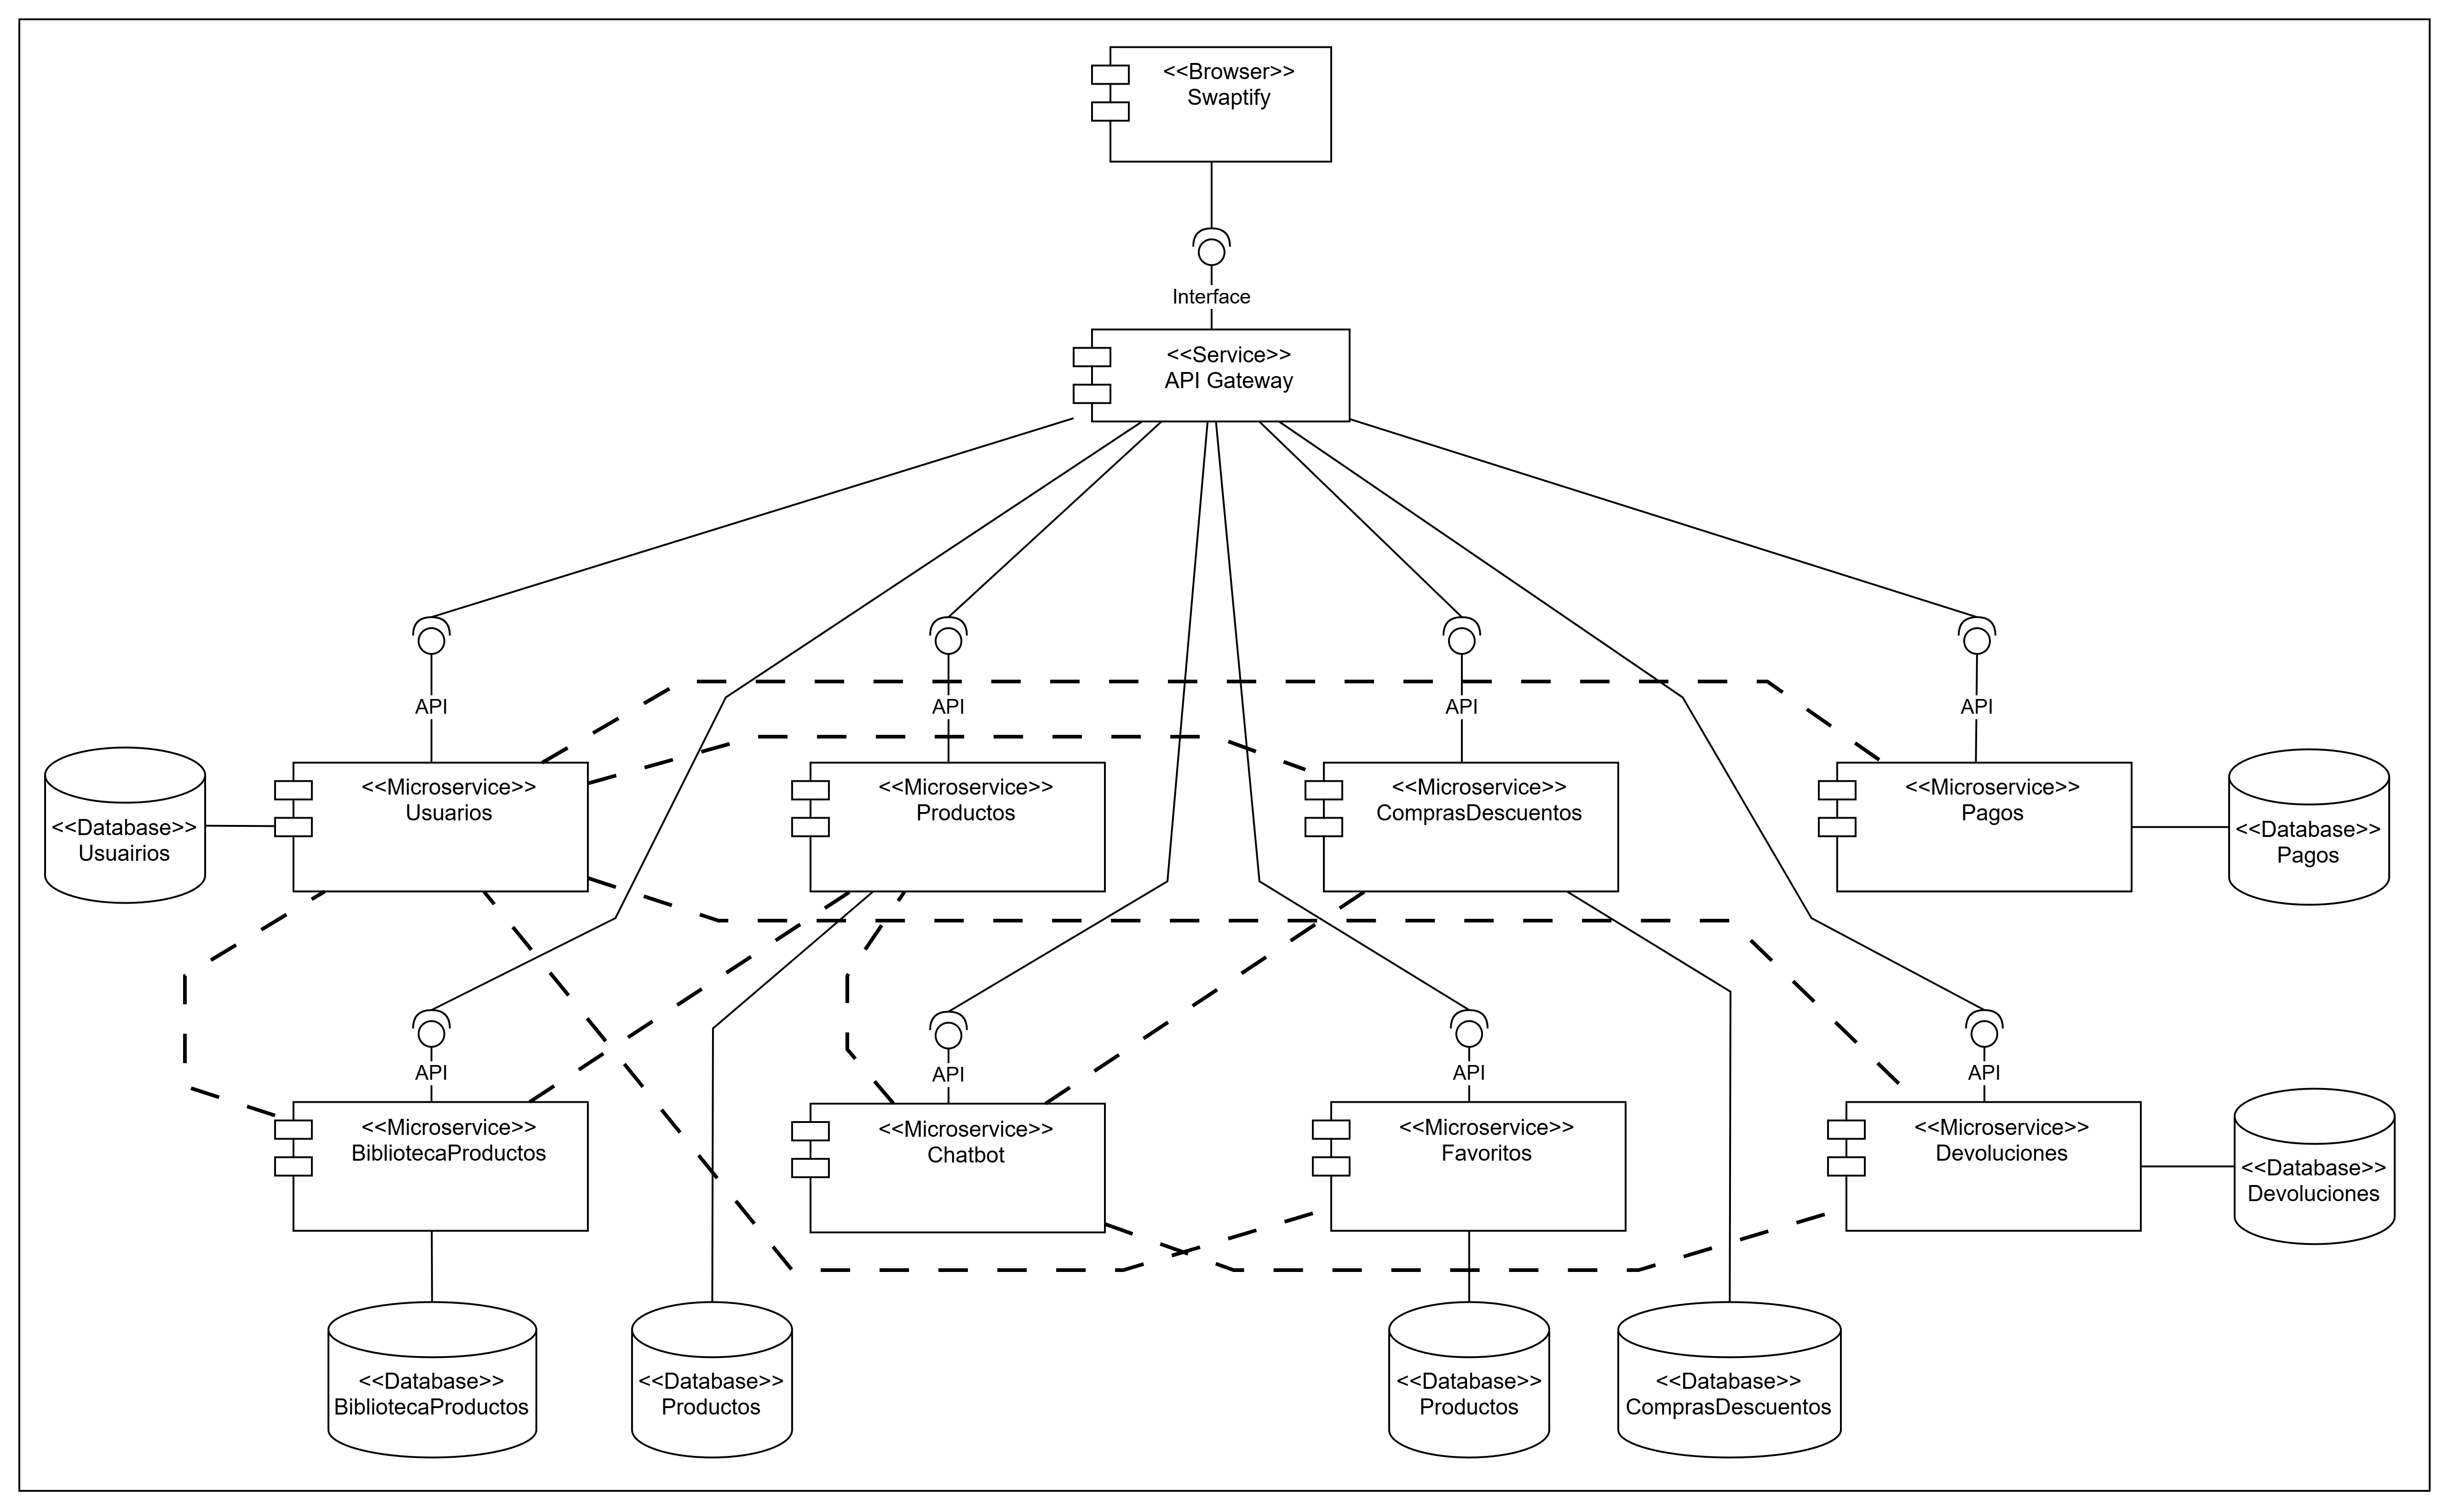 <<Browser>>
Swaptify
Interface
<<Service>>
API Gateway
API
API
API
API
<<Database>>
Usuairios
<<Microservice>>
Usuarios
<<Microservice>>
Productos
<<Microservice>>
ComprasDescuentos
<<Microservice>>
Pagos
<<Database>>
Pagos
API
API
API
API
<<Microservice>>
BibliotecaProductos
<<Microservice>>
Chatbot
<<Microservice>>
Favoritos
<<Microservice>>
Devoluciones
<<Database>>
Devoluciones
<<Database>>
BibliotecaProductos
<<Database>>
Productos
<<Database>>
Productos
<<Database>>
ComprasDescuentos